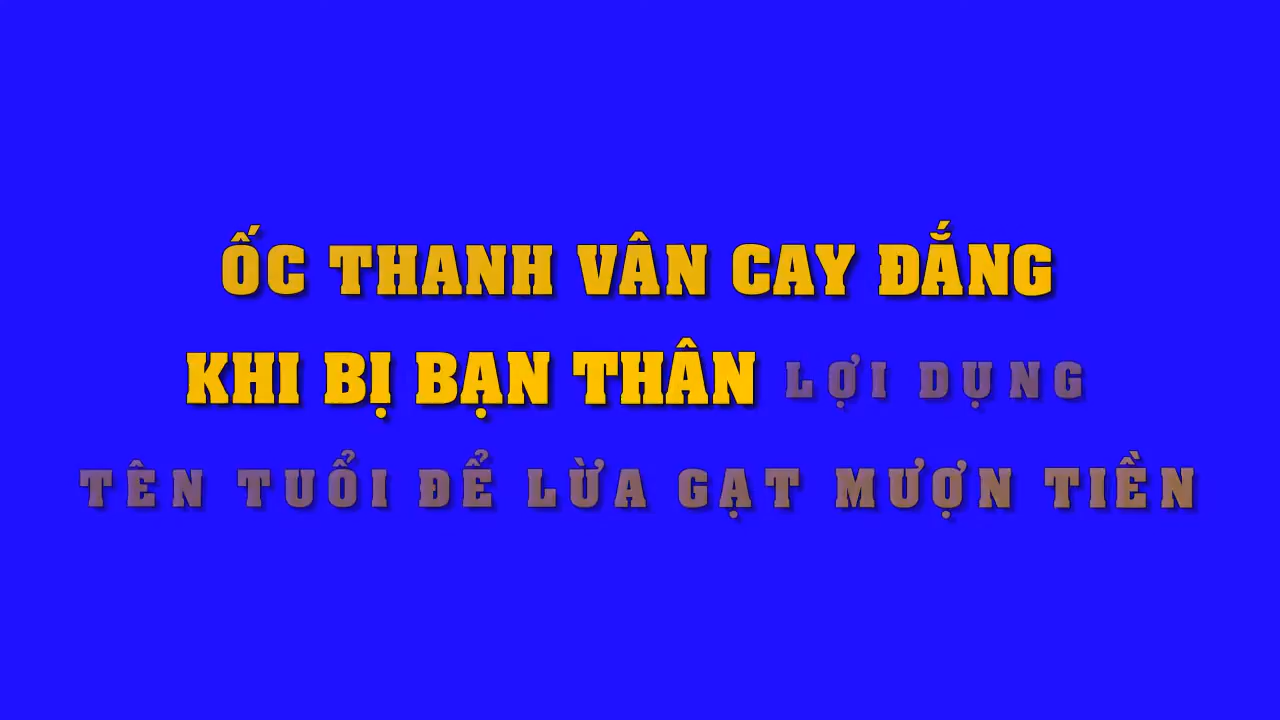 ỐC THANH VÂN CAY ĐẮNG
KHI BỊ BẠN THÂN LỢI DỤNG
TÊN TUỔI ĐỂ LỪA GẠT MƯỢN TIỀN